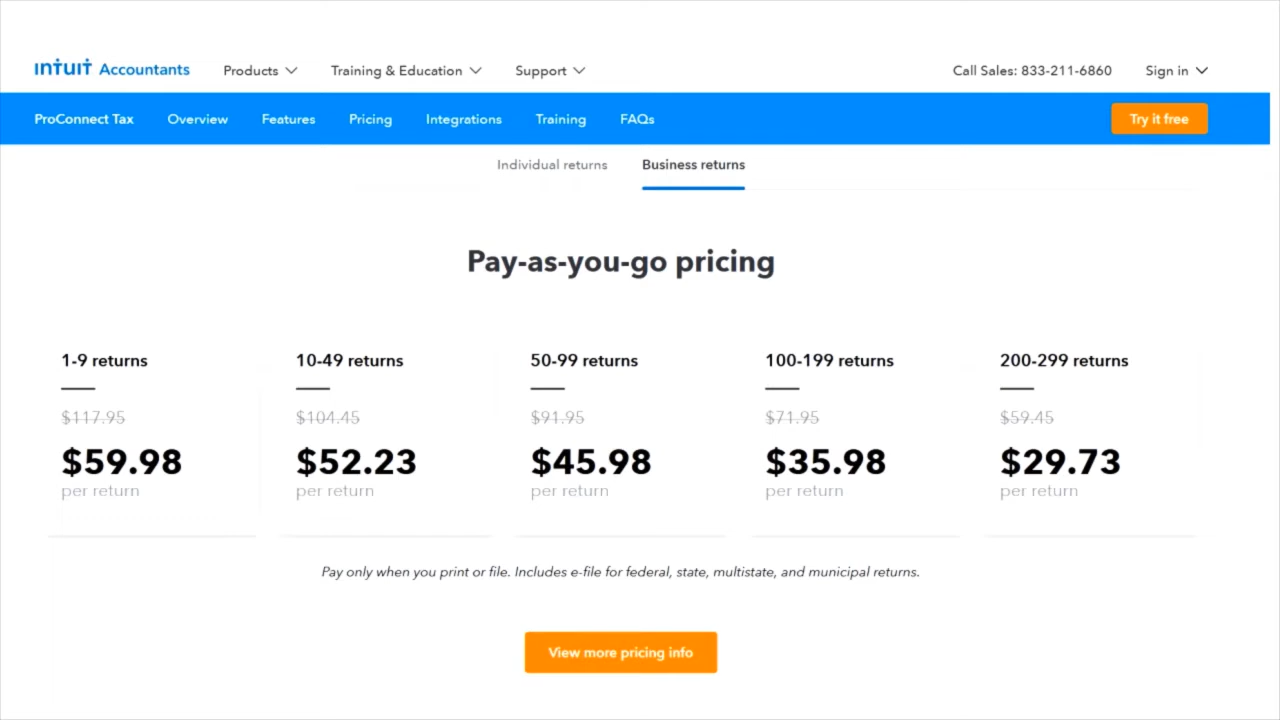 INTUIT Accountants Products Training & Education Support Call Sales: 833-211-6860 Sign in
ProConnect Tax Overview Features Pricing Integrations Training FAQs Try it free
Individual returns Business returns
Pay-as-you-go pricing
1-9 returns 10-49 returns 50-99 returns 100-199 returns 200-299 returns
$117.95 $104.45 $91.95 $71.95 $59.45
$59.98 $52.23 $45.98 $35.98 $29.73
per return per return per return per return per return
Pay only when you print or file. Includes e-file for federal, state, multistate, and municipal returns.
View more pricing info